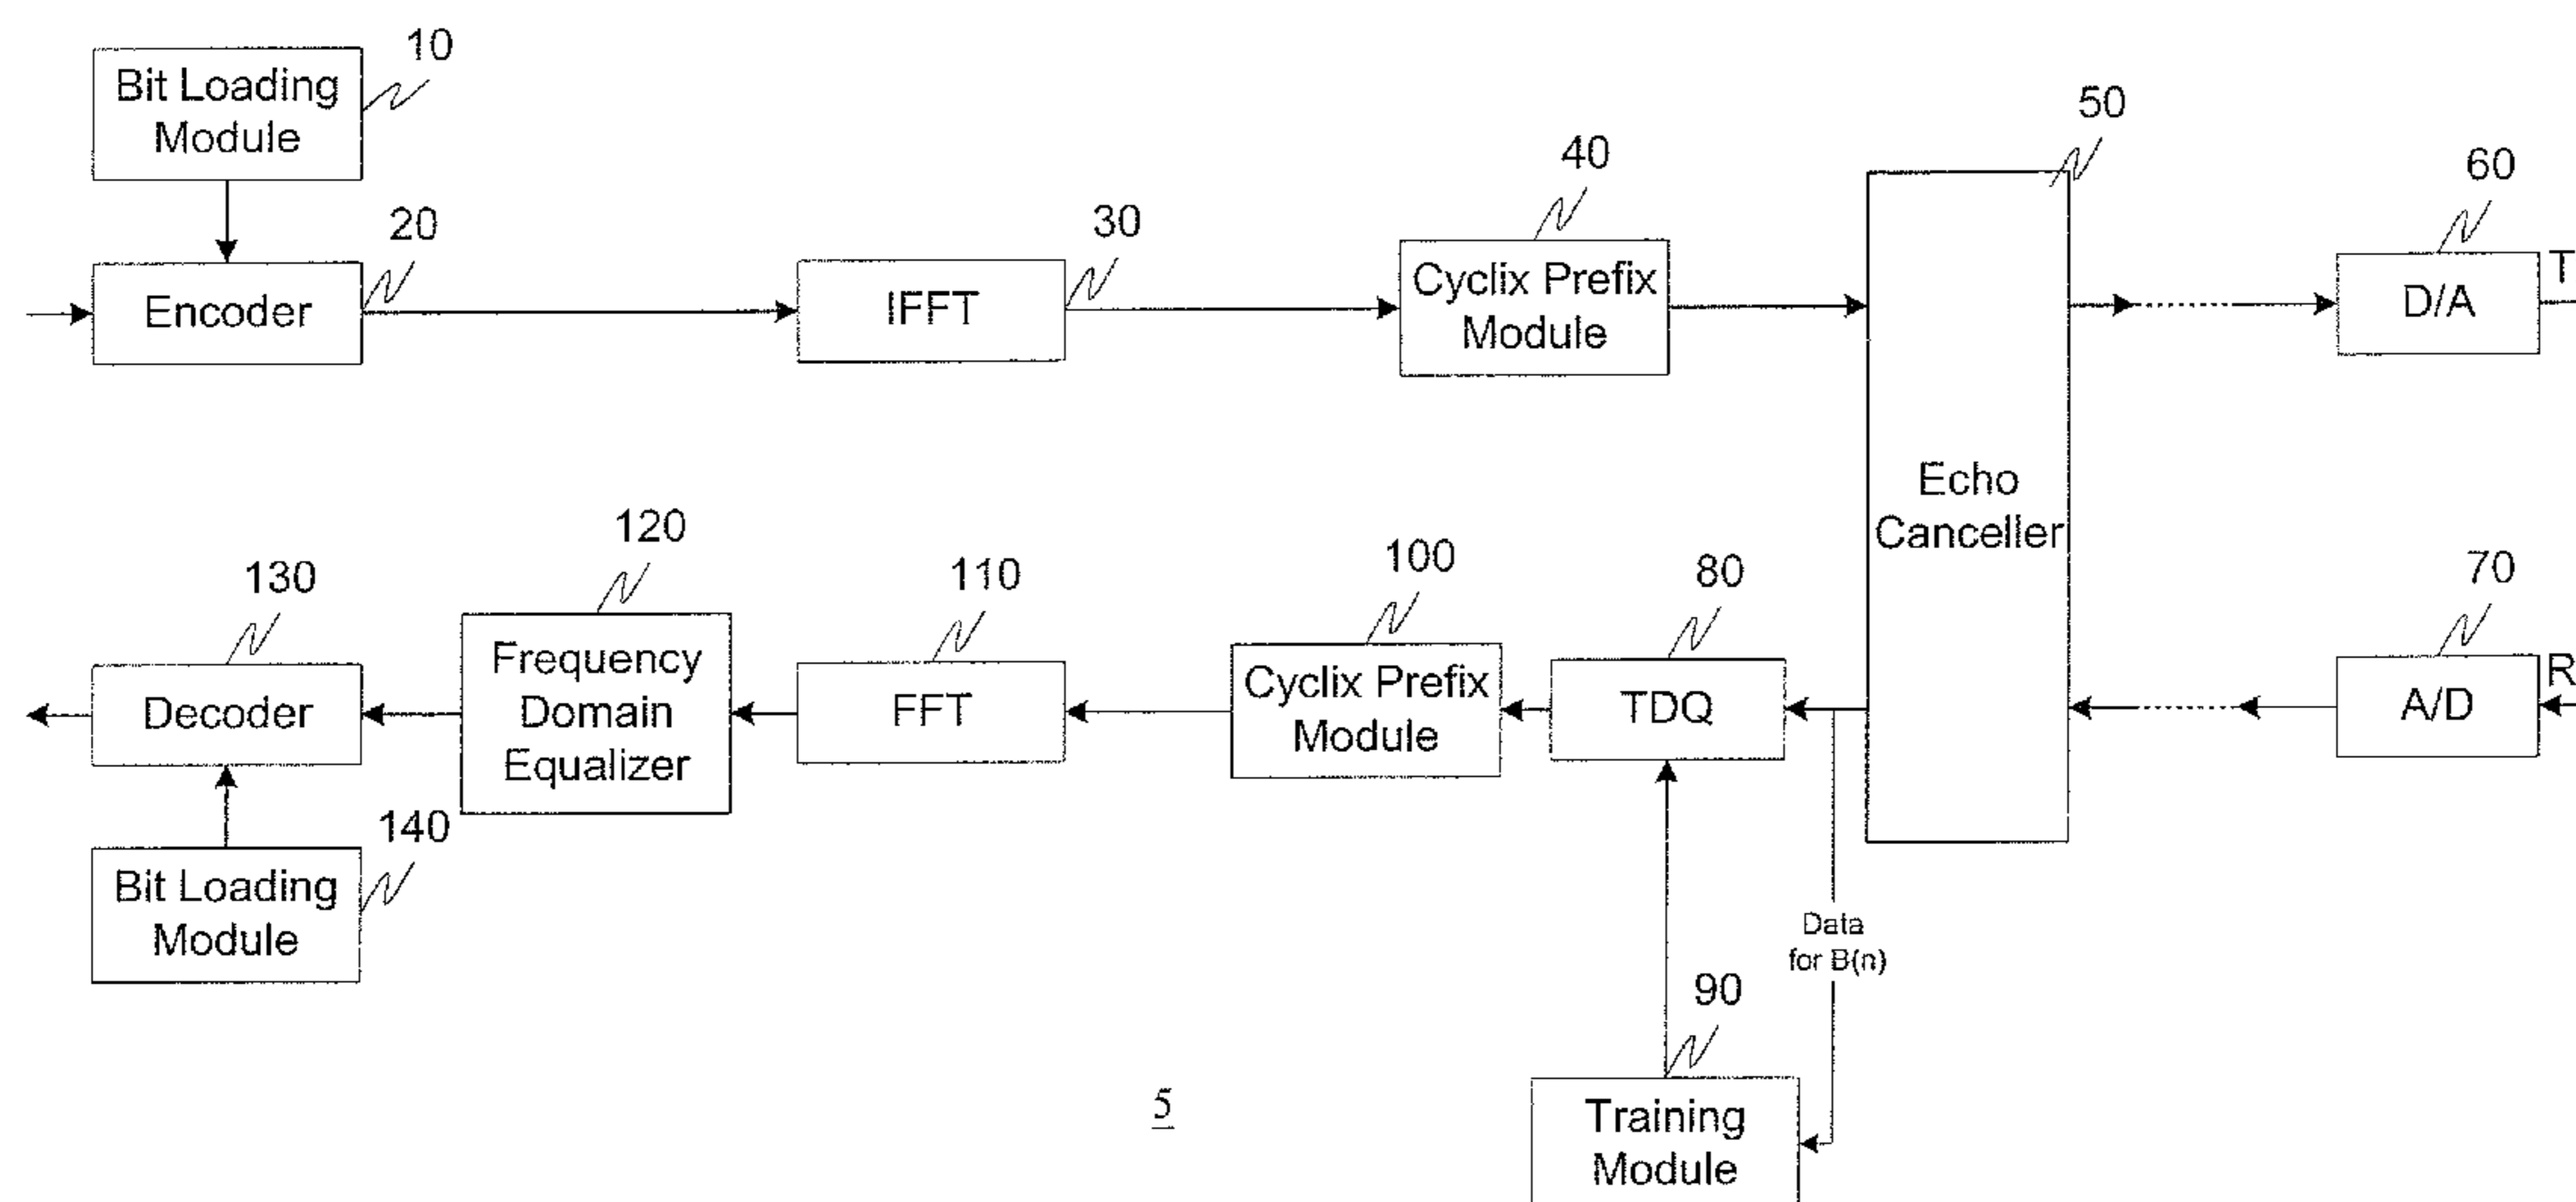 10
Bit Loading
Module
20
Encoder
30
IFFT
40
Cyclix Prefix
Module
50
Echo
Canceller
60
D/A
T
70
A/D
R
80
TDQ
100
Cyclix Prefix
Module
110
FFT
120
Frequency
Domain
Equalizer
130
Decoder
140
Bit Loading
Module
Data
for B(n)
90
Training
Module
5